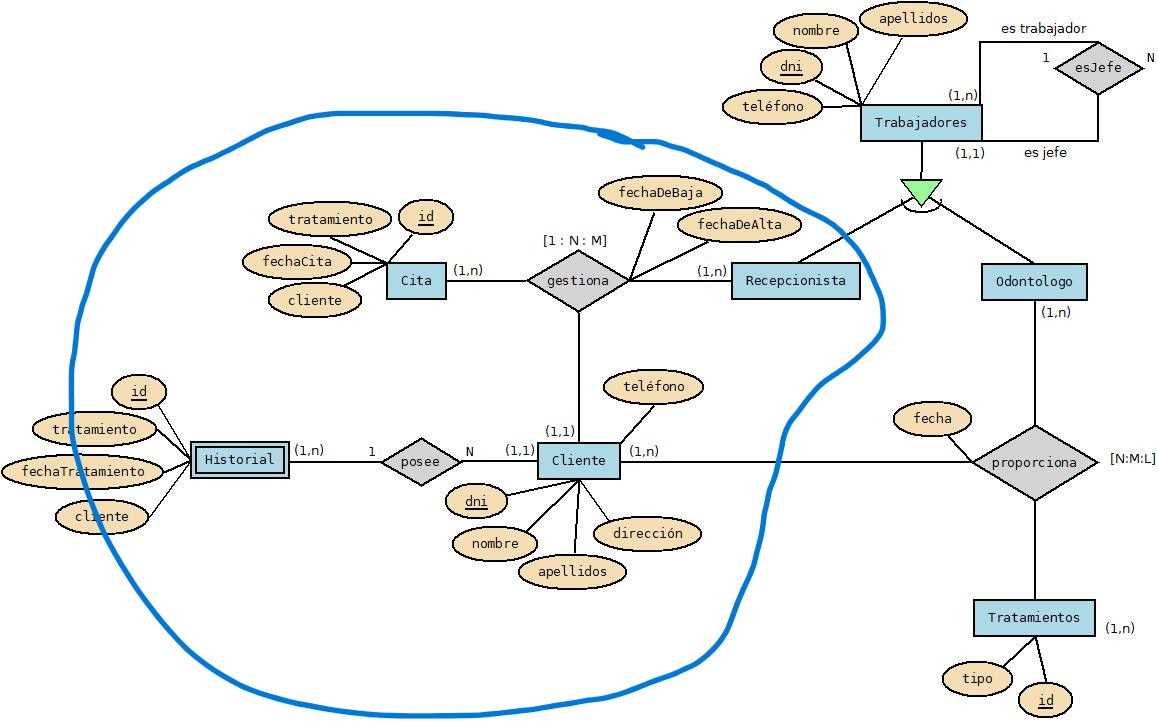 apellidos
es trabajador
nombre
1
esJefe
N
dni
teléfono
(1,n)
Trabajadores
(1,1)
es jefe
fechaDeBaja
tratamiento
id
fechaDeAlta
[1 : N : M]
fechaCita
(1,n)
(1,n)
Cita
gestiona
Recepcionista
Odontologo
cliente
(1,n)
id
teléfono
tratamiento
fecha
(1,1)
Historial
(1,n)
1
posee
N
(1,1)
Cliente
(1,n)
proporciona
[N:M:L]
fechaTratamiento
dni
cliente
dirección
nombre
apellidos
Tratamientos
(1,n)
tipo
id